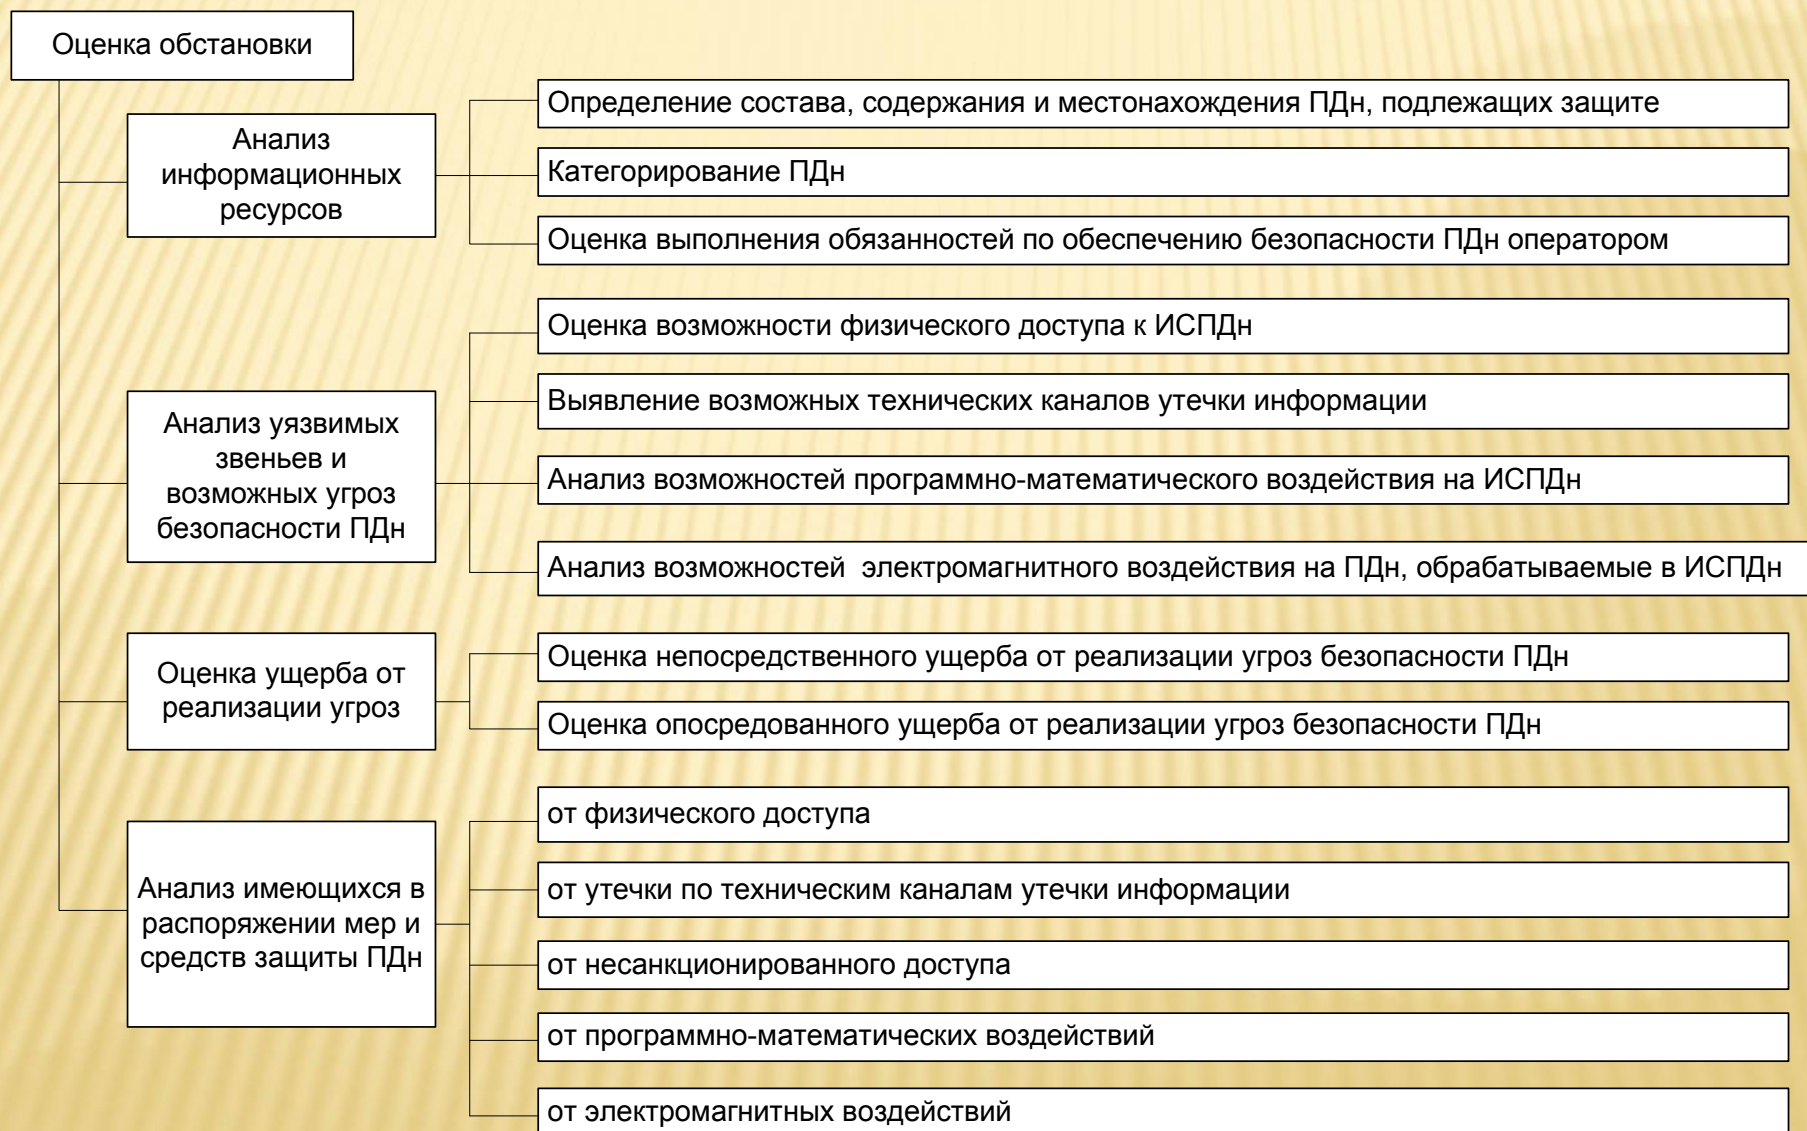 Оценка обстановки
Анализ
информационных
ресурсов
Определение состава, содержания и местонахождения ПДн, подлежащих защите
Категорирование ПДн
Оценка выполнения обязанностей по обеспечению безопасности ПДн оператором
Анализ уязвимых
звеньев и
возможных угроз
безопасности ПДн
Оценка возможности физического доступа к ИСПДн
Выявление возможных технических каналов утечки информации
Анализ возможностей программно-математического воздействия на ИСПДн
Анализ возможностей  электромагнитного воздействия на ПДн, обрабатываемые в ИСПДн
Оценка ущерба от
реализации угроз
Оценка непосредственного ущерба от реализации угроз безопасности ПДн
Оценка опосредованного ущерба от реализации угроз безопасности ПДн
Анализ имеющихся в
распоряжении мер и
средств защиты ПДн
от физического доступа
от утечки по техническим каналам утечки информации
от несанкционированного доступа
от программно-математических воздействий
от электромагнитных воздействий